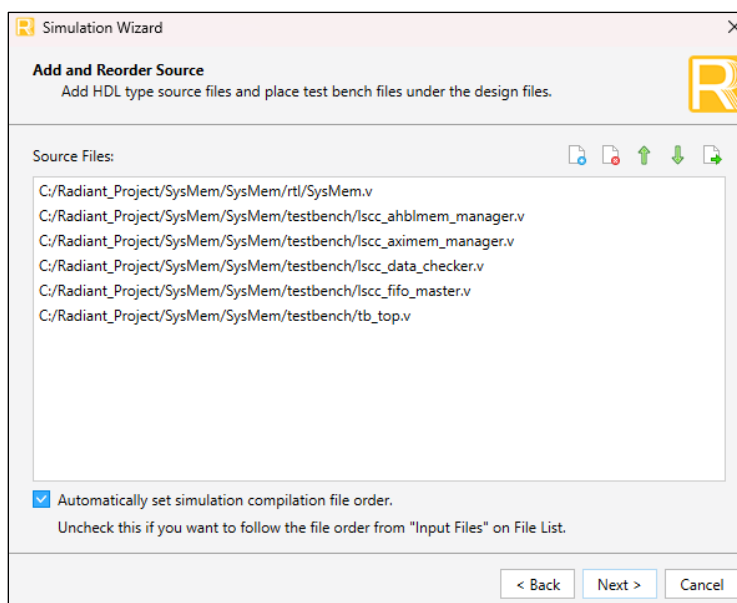 Simulation Wizard
Add and Reorder Source
Add HDL type source files and place test bench files under the design files.
Source Files:
C:/Radiant_Project/SysMem/SysMem/rtl/SysMem.v
C:/Radiant_Project/SysMem/SysMem/testbench/lscc_ahblmem_manager.v
C:/Radiant_Project/SysMem/SysMem/testbench/lscc_aximem_manager.v
C:/Radiant_Project/SysMem/SysMem/testbench/lscc_data_checker.v
C:/Radiant_Project/SysMem/SysMem/testbench/lscc_fifo_master.v
C:/Radiant_Project/SysMem/SysMem/testbench/tb_top.v
Automatically set simulation compilation file order.
Uncheck this if you want to follow the file order from "Input Files" on File List.
< Back Next > Cancel